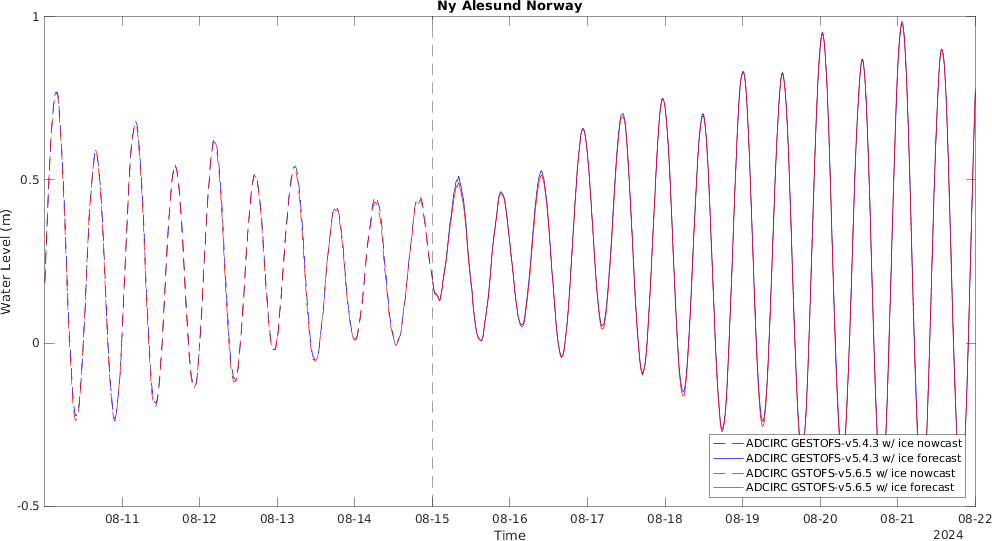 Ny Alesund Norway
1
0.5
0
-0.5
Water Level (m)
ADCIRC GESTOFS-v5.4.3 w/ ice nowcast
ADCIRC GESTOFS-v5.4.3 w/ ice forecast
ADCIRC GSTOFS-v5.6.5 w/ ice nowcast
ADCIRC GSTOFS-v5.6.5 w/ ice forecast
08-11 08-12 08-13 08-14 08-15 08-16 08-17 08-18 08-19 08-20 08-21 08-22
Time
2024